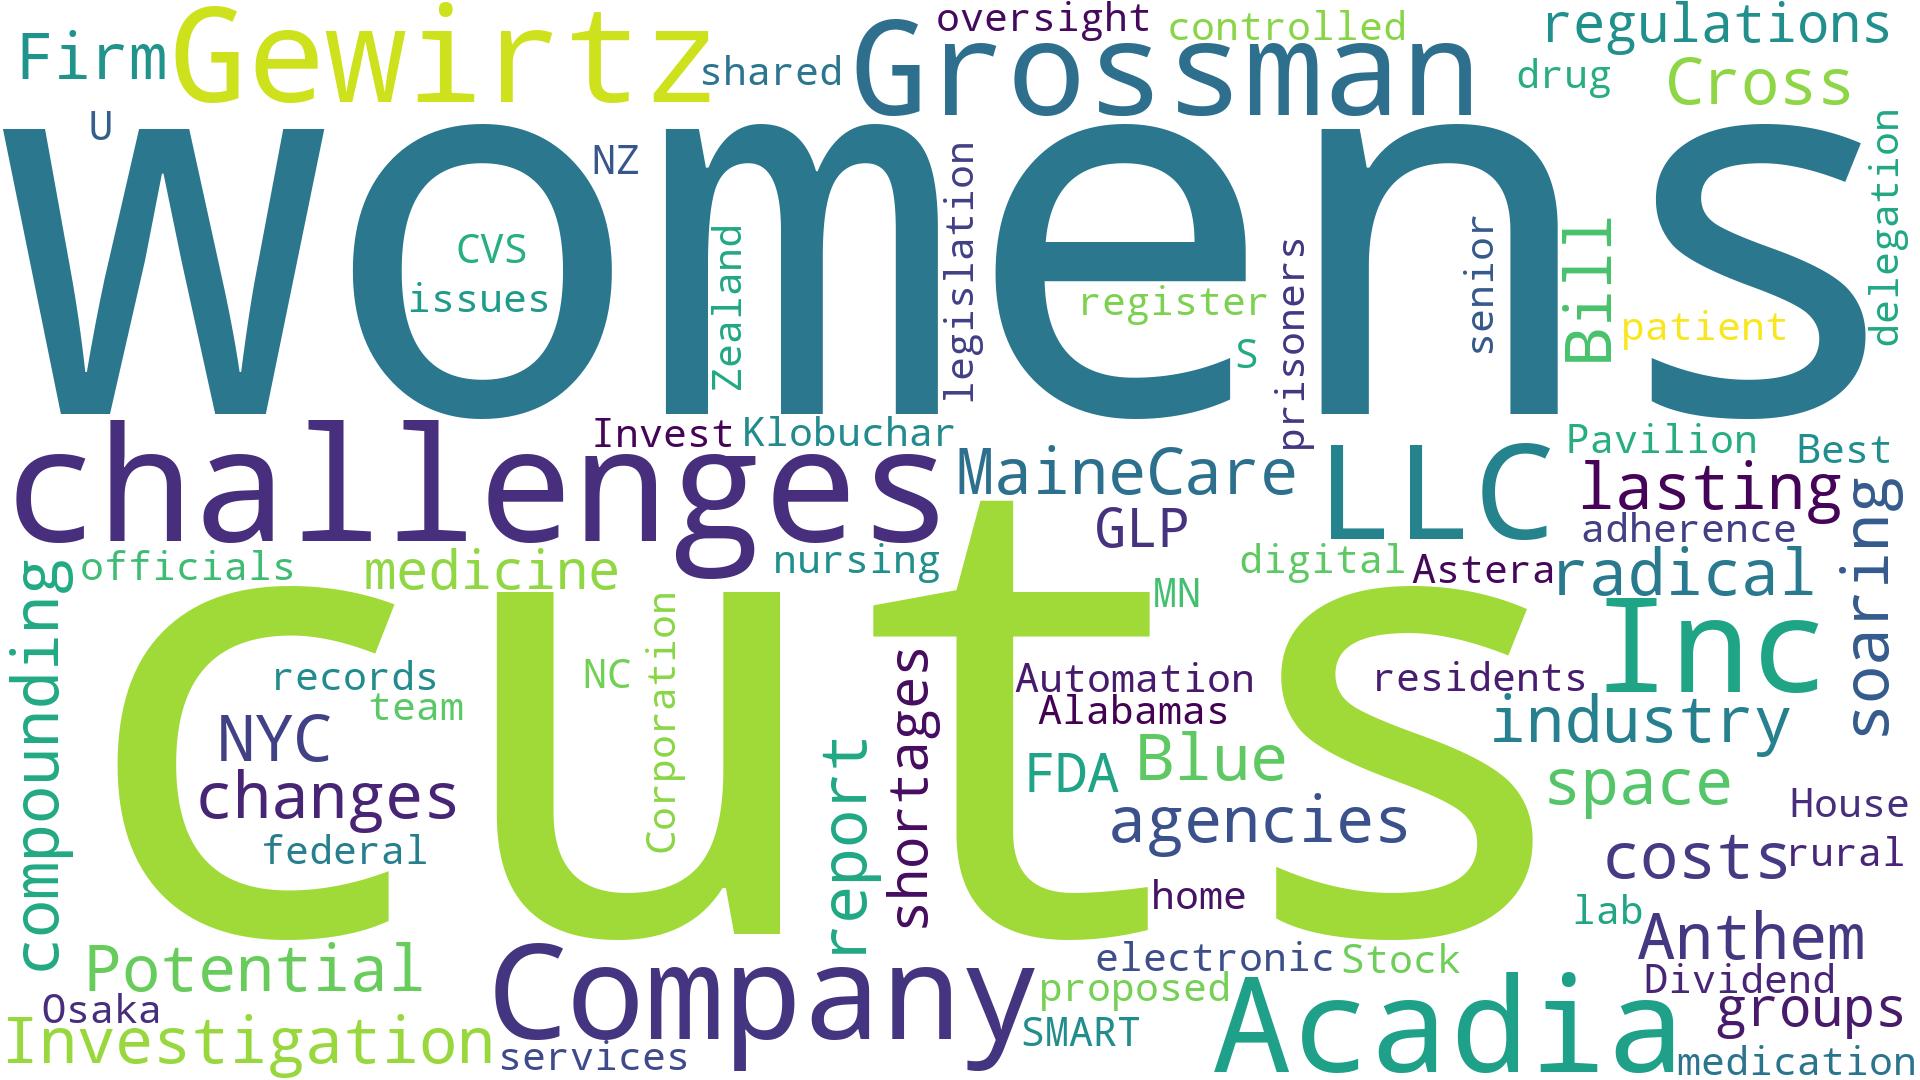 oversight
controlled
regulations
Firm
Gewirtz
shared
Grossman
drug
Cross
U
NZ
womens
delegation
CVS
issues
Zealand
legislation
register
S
prisoners
senior
Bill
patient
challenges
Invest
Klobuchar
MaineCare
LLC
Pavilion
Best
lasting
GLP
adherence
soaring
officials
medicine
nursing
digital
Astera
radical
MN
compounding
cuts
Inc
records
team
NC
Corporation
shortages
Automation
Alabamas
residents
NYC
industry
changes
report
FDA
Blue
space
agencies
House
federal
costs
rural
home
lab
Anthem
Potential
Company
electronic
Stock
Dividend
Osaka
proposed
Acadia
groups
Investigation
services
SMART
medication